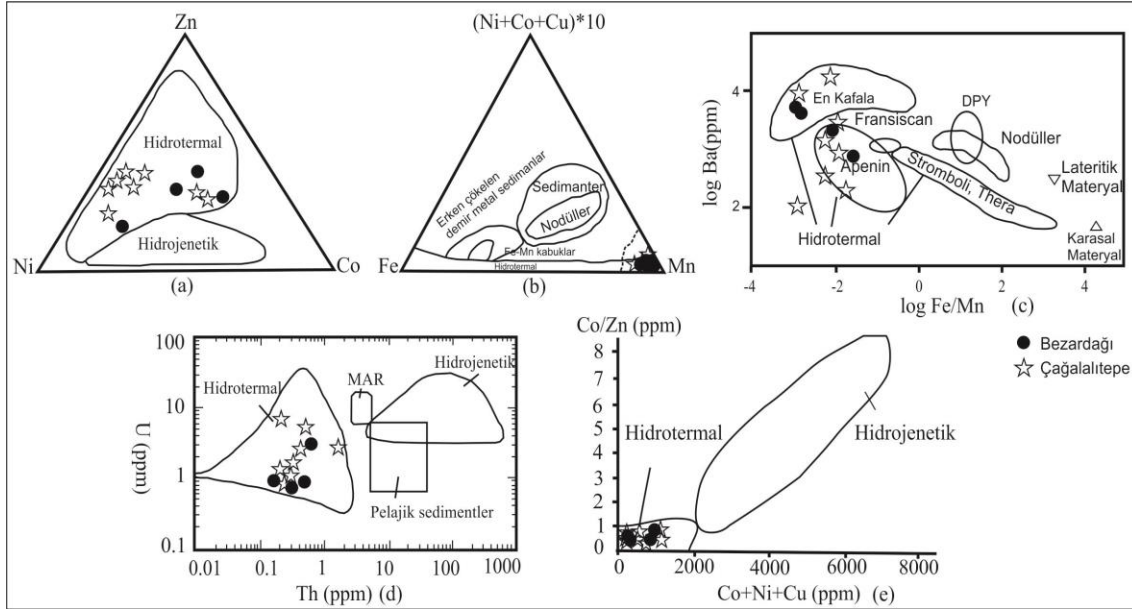 Zn
Hidrotermal
Hidrojenetik
Ni
Co
(a)
(Ni+Co+Cu)*10
Erken çökelen
demir metal sedimanlar
Sedimanter
Nodüller
Fe-Mn kabuklar
Hidrotermal
Fe
Mn
(b)
log Ba(ppm)
4
2
En Kafala
Fransiscan
DPY
Nodüller
Apenin
Stromboli, Thera
Lateritik
Materyal
Hidrotermal
Karasal
Materyal
-4 -2 0 2 4
log Fe/Mn (c)
U (ppm)
100
10
1
0.1
Hidrotermal
MAR
Hidrojenetik
Pelajik sedimentler
0.01 0.1 1 10 100 1000
Th (ppm) (d)
Co/Zn (ppm)
8
7
6
5
4
3
2
1
0
Hidrotermal
Hidrojenetik
0 2000 4000 6000 8000
Co+Ni+Cu (ppm) (e)
Bezardağı
Çağalalıtepe